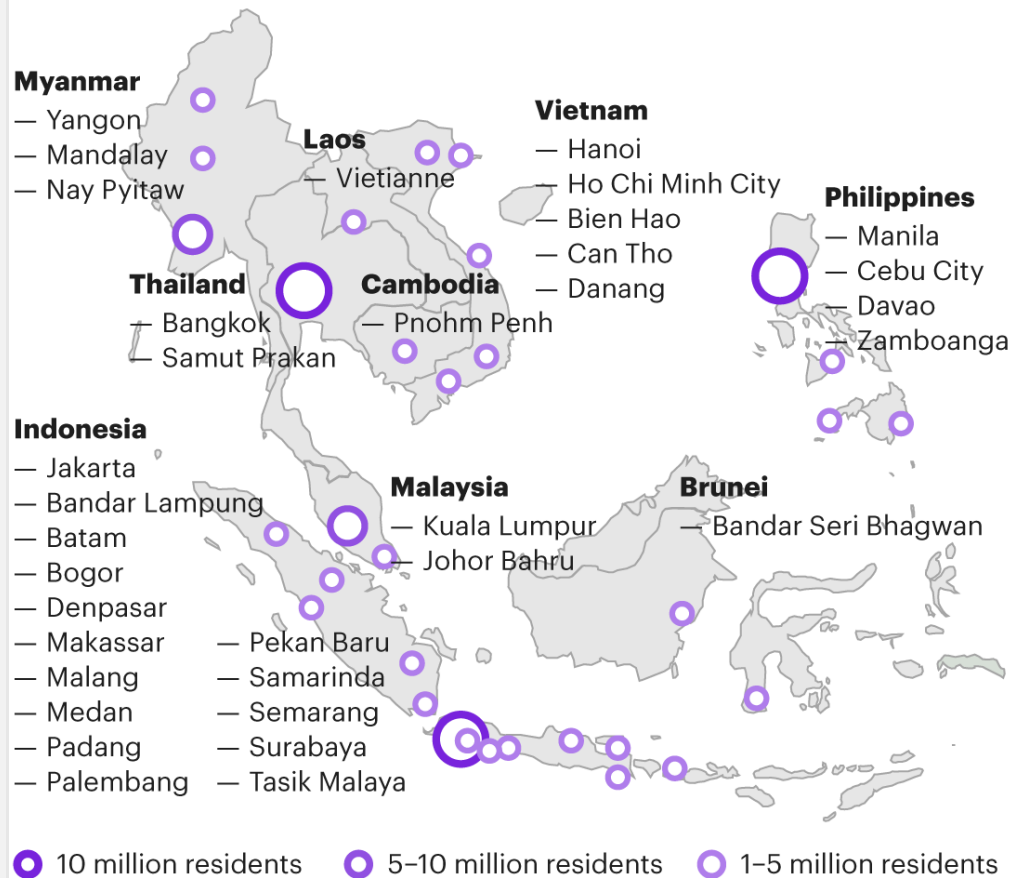 Myanmar
— Yangon
— Mandalay
— Nay Pyitaw
Laos
— Vietianne
Vietnam
— Hanoi
— Ho Chi Minh City
— Bien Hao
— Can Tho
— Danang
Philippines
— Manila
— Cebu City
— Davao
— Zamboanga
Thailand
— Bangkok
— Samut Prakan
Cambodia
— Pnohm Penh
Indonesia
— Jakarta
— Bandar Lampung
— Batam
— Bogor
— Denpasar
— Makassar
— Malang
— Medan
— Padang
— Palembang
— Pekan Baru
— Samarinda
— Semarang
— Surabaya
— Tasik Malaya
Malaysia
— Kuala Lumpur
— Johor Bahru
Brunei
— Bandar Seri Bhagwan
10 million residents
5–10 million residents
1–5 million residents